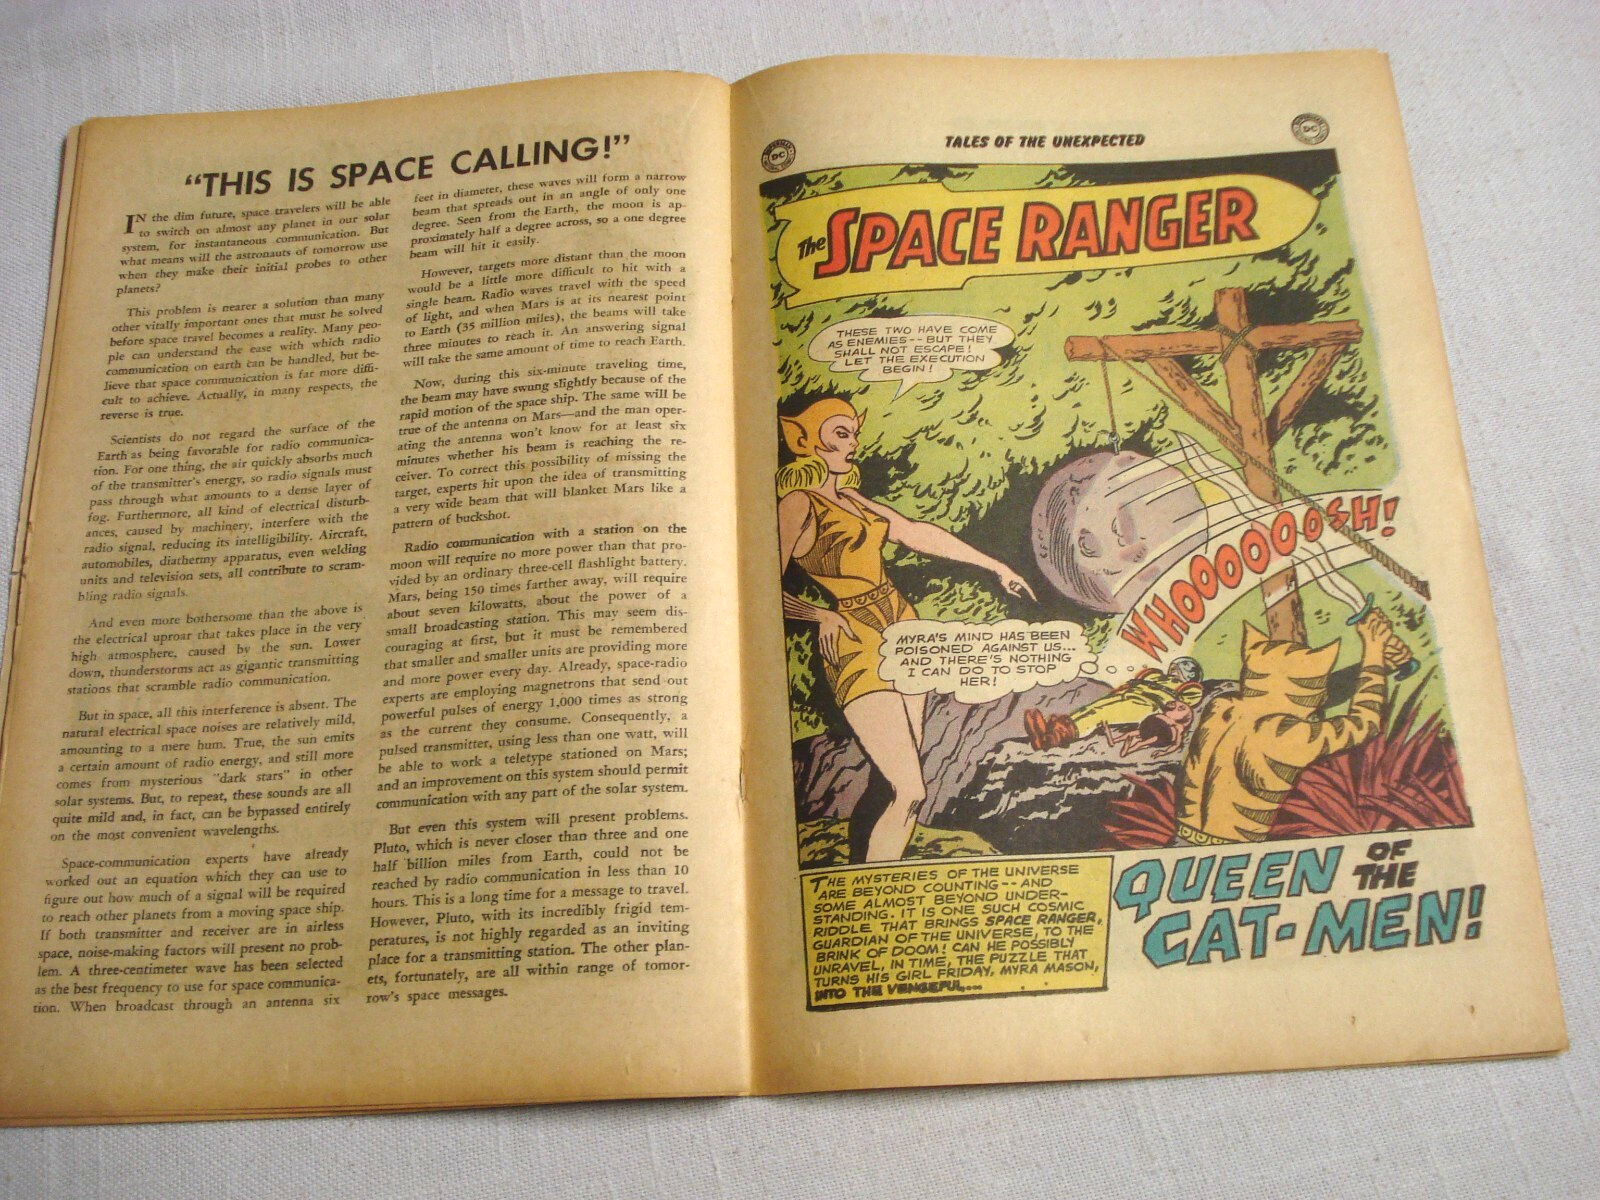 "THIS IS SPACE CALLING!"
IN the dim future, space travelers will be able
to switch on almost any planet in our solar
system, for instantaneous communication. But
what means will the astronauts of tomorrow use
when they make their initial probes to other
planets?
This problem is nearer a solution than many
other vitally important ones that must be solved
before space travel becomes a reality. Many peo-
ple can understand the ease with which radio
communication on earth can be handled, but be-
lieve that space communication is far more diffi-
cult to achieve. Actually, in many respects, the
reverse is true.
Scientists do not regard the surface of the
Earth as being favorable for radio communica-
tion. For one thing, the air quickly absorbs much
of the transmitter's energy, so radio signals must
pass through what amounts to a dense layer of
fog. Furthermore, all kind of electrical disturb-
ances, caused by machinery, interfere with the
radio signal, reducing its intelligibility. Aircraft,
automobiles, diathermy apparatus, even welding
units and television sets, all contribute to scram-
bling radio signals.
And even more bothersome than the above is
the electrical uproar that takes place in the very
high atmosphere, caused by the sun. Lower
down, thunderstorms act as gigantic transmitting
stations that scramble radio communication.
But in space, all this interference is absent. The
natural electrical space noises are relatively mild,
amounting to a mere hum. True, the sun emits
a certain amount of radio energy, and still more
comes from mysterious "dark stars" in other
solar systems. But, to repeat, these sounds are all
quite mild and, in fact, can be bypassed entirely
on the most convenient wavelengths.
Space-communication experts have already
worked out an equation which they can use to
figure out how much of a signal will be required
to reach other planets from a moving space ship.
If both transmitter and receiver are in airless
space, noise-making factors will present no prob-
lem. A three-centimeter wave has been selected
as the best frequency to use for space communica-
tion. When broadcast through an antenna six
feet in diameter, these waves will form a narrow
beam that spreads out in an angle of only one
degree. Seen from the Earth, the moon is ap-
proximately half a degree across, so a one degree
beam will hit it easily.
However, targets more distant than the moon
would be a little more difficult to hit with a
single beam. Radio waves travel with the speed
of light, and when Mars is at its nearest point
to Earth (35 million miles), the beams will take
three minutes to reach it. An answering signal
will take the same amount of time to reach Earth.
Now, during this six-minute traveling time,
the beam may have swung slightly because of the
rapid motion of the space ship. The same will be
true of the antenna on Mars—and the man oper-
ating the antenna won't know for at least six
minutes whether his beam is reaching the re-
ceiver. To correct this possibility of missing the
target, experts hit upon the idea of transmitting
a very wide beam that will blanket Mars like a
pattern of buckshot.
Radio communication with a station on the
moon will require no more power than that pro-
vided by an ordinary three-cell flashlight battery.
Mars, being 150 times farther away, will require
about seven kilowatts, about the power of a
small broadcasting station. This may seem dis-
couraging at first, but it must be remembered
that smaller and smaller units are providing more
and more power every day. Already, space-radio
experts are employing magnetrons that send out
powerful pulses of energy 1,000 times as strong
as the current they consume. Consequently, a
pulsed transmitter, using less than one watt, will
be able to work a teletype stationed on Mars;
and an improvement on this system should permit
communication with any part of the solar system.
But even this system will present problems.
Pluto, which is never closer than three and one
half billion miles from Earth, could not be
reached by radio communication in less than 10
hours. This is a long time for a message to travel.
However, Pluto, with its incredibly frigid tem-
peratures, is not highly regarded as an inviting
place for a transmitting station. The other plan-
ets, fortunately, are all within range of tomor-
row's space messages.
TALES OF THE UNEXPECTED
DC
DC
The SPACE RANGER
THESE TWO HAVE COME
AS ENEMIES--BUT THEY
SHALL NOT ESCAPE!
LET THE EXECUTION
BEGIN!
WHOOOOOOSH!
MYRA'S MIND HAS BEEN
POISONED AGAINST US...
AND THERE'S NOTHING
I CAN DO TO STOP
HER!
THE MYSTERIES OF THE UNIVERSE
ARE BEYOND COUNTING--AND
SOME ALMOST BEYOND UNDER-
STANDING. IT IS ONE SUCH COSMIC
RIDDLE THAT BRINGS SPACE RANGER,
GUARDIAN OF THE UNIVERSE, TO THE
BRINK OF DOOM! CAN HE POSSIBLY
UNRAVEL, IN TIME, THE PUZZLE THAT
TURNS HIS GIRL FRIDAY, MYRA MASON,
INTO THE VENGEFUL...
QUEEN OF THE
CAT-MEN!